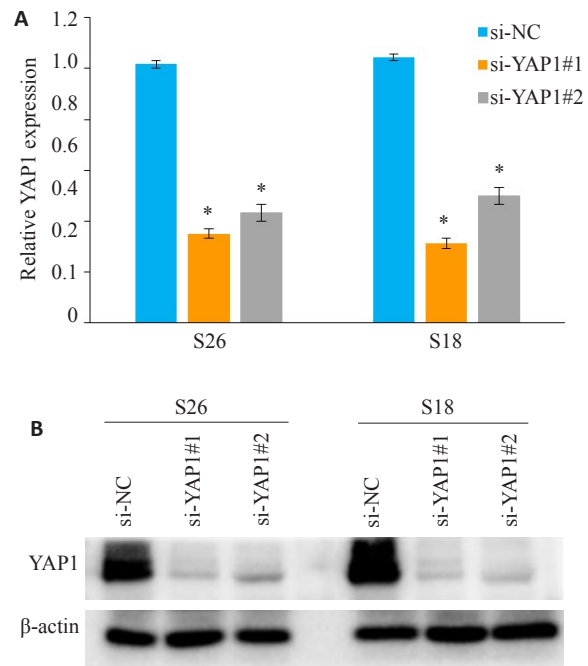 A
Relative YAP1 expression
1.2
1.0
0.8
0.6
0.4
0.2
0.1
0
si-NC
si-YAP1#1
si-YAP1#2
* *
* *
S26 S18
B
S26 S18
si-NC si-YAP1#1 si-YAP1#2 si-NC si-YAP1#1 si-YAP1#2
YAP1
β-actin